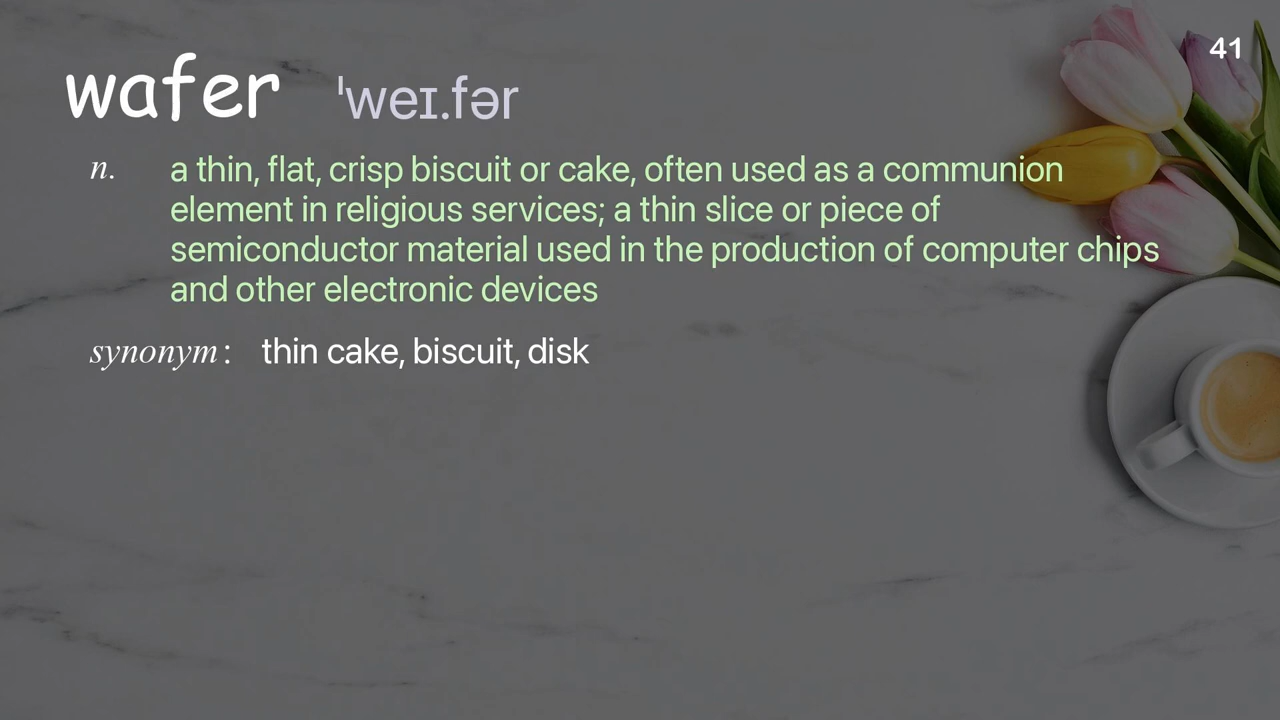 41
wafer ˈweɪ.fər
n. a thin, flat, crisp biscuit or cake, often used as a communion
element in religious services; a thin slice or piece of
semiconductor material used in the production of computer chips
and other electronic devices
synonym: thin cake, biscuit, disk